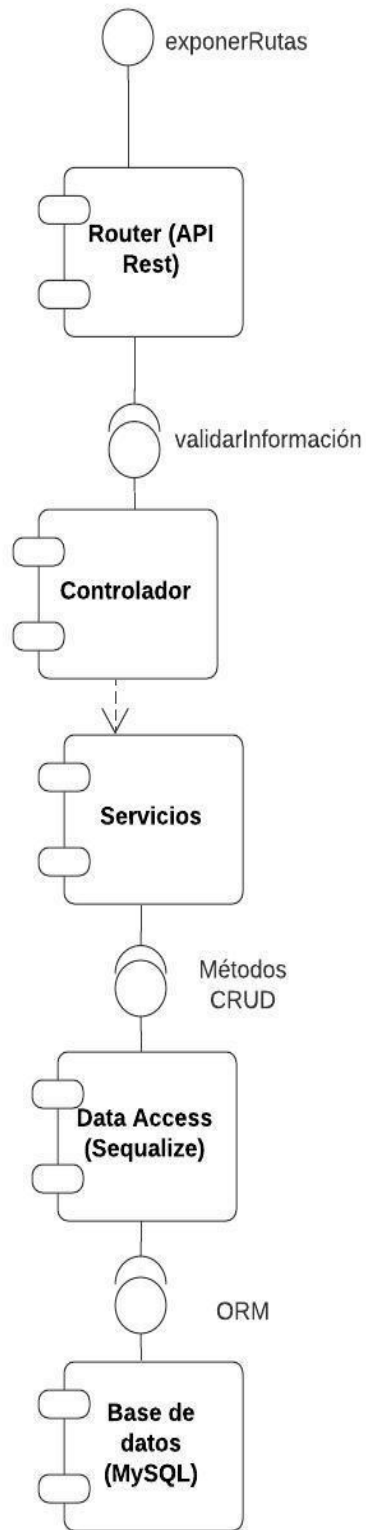 exponerRutas
Router (API
Rest)
validarInformación
Controlador
Servicios
Métodos
CRUD
Data Access
(Sequalize)
ORM
Base de
datos
(MySQL)